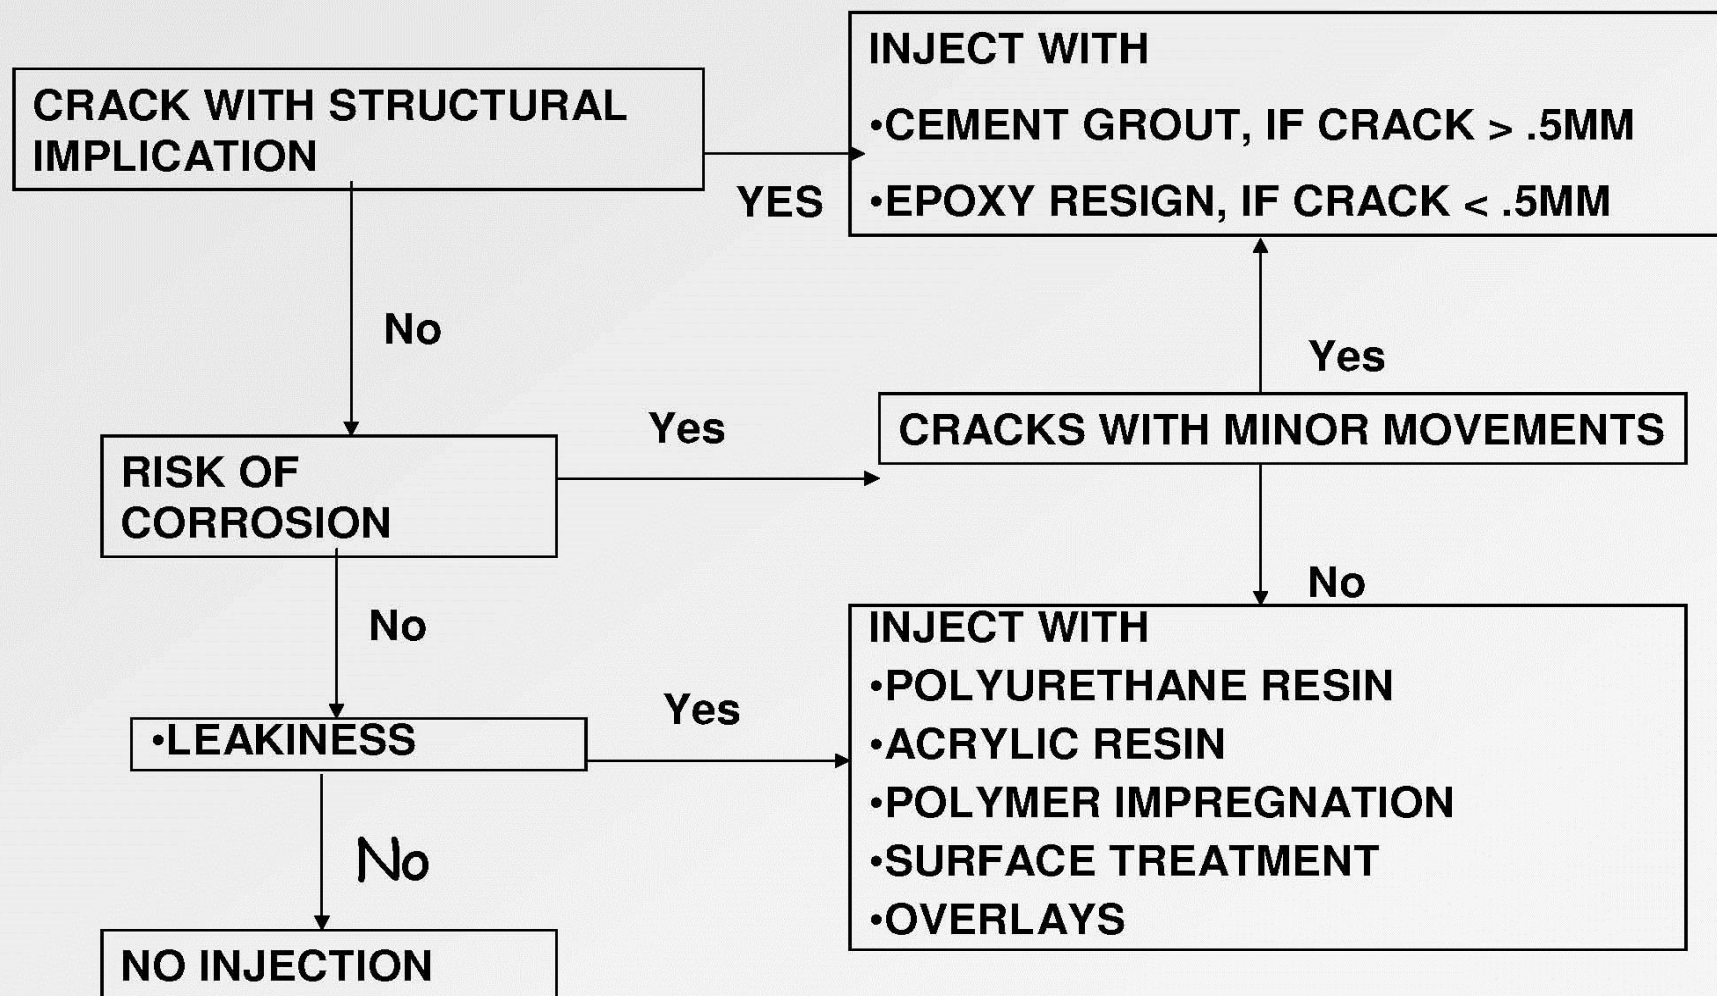 CRACK WITH STRUCTURAL
IMPLICATION
YES
INJECT WITH
•CEMENT GROUT, IF CRACK > .5MM
•EPOXY RESIGN, IF CRACK < .5MM
No
Yes
RISK OF
CORROSION
Yes
CRACKS WITH MINOR MOVEMENTS
No
No
•LEAKINESS
Yes
INJECT WITH
•POLYURETHANE RESIN
•ACRYLIC RESIN
•POLYMER IMPREGNATION
•SURFACE TREATMENT
•OVERLAYS
No
NO INJECTION